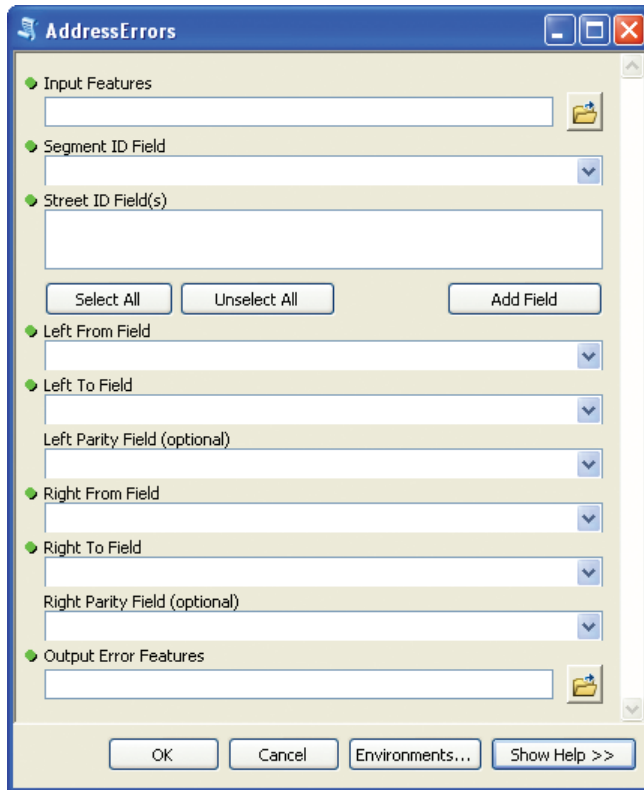 AddressErrors
Input Features
Segment ID Field
Street ID Field(s)
Select All Unselect All Add Field
Left From Field
Left To Field
Left Parity Field (optional)
Right From Field
Right To Field
Right Parity Field (optional)
Output Error Features
OK Cancel Environments... Show Help >>